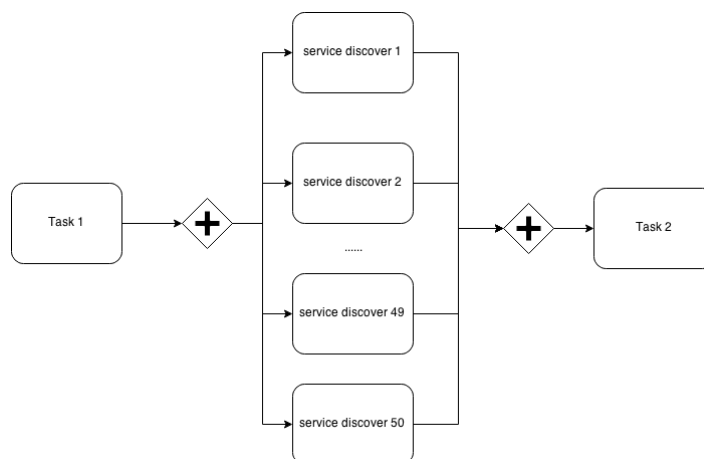 service discover 1
service discover 2
Task 1
Task 2
......
service discover 49
service discover 50